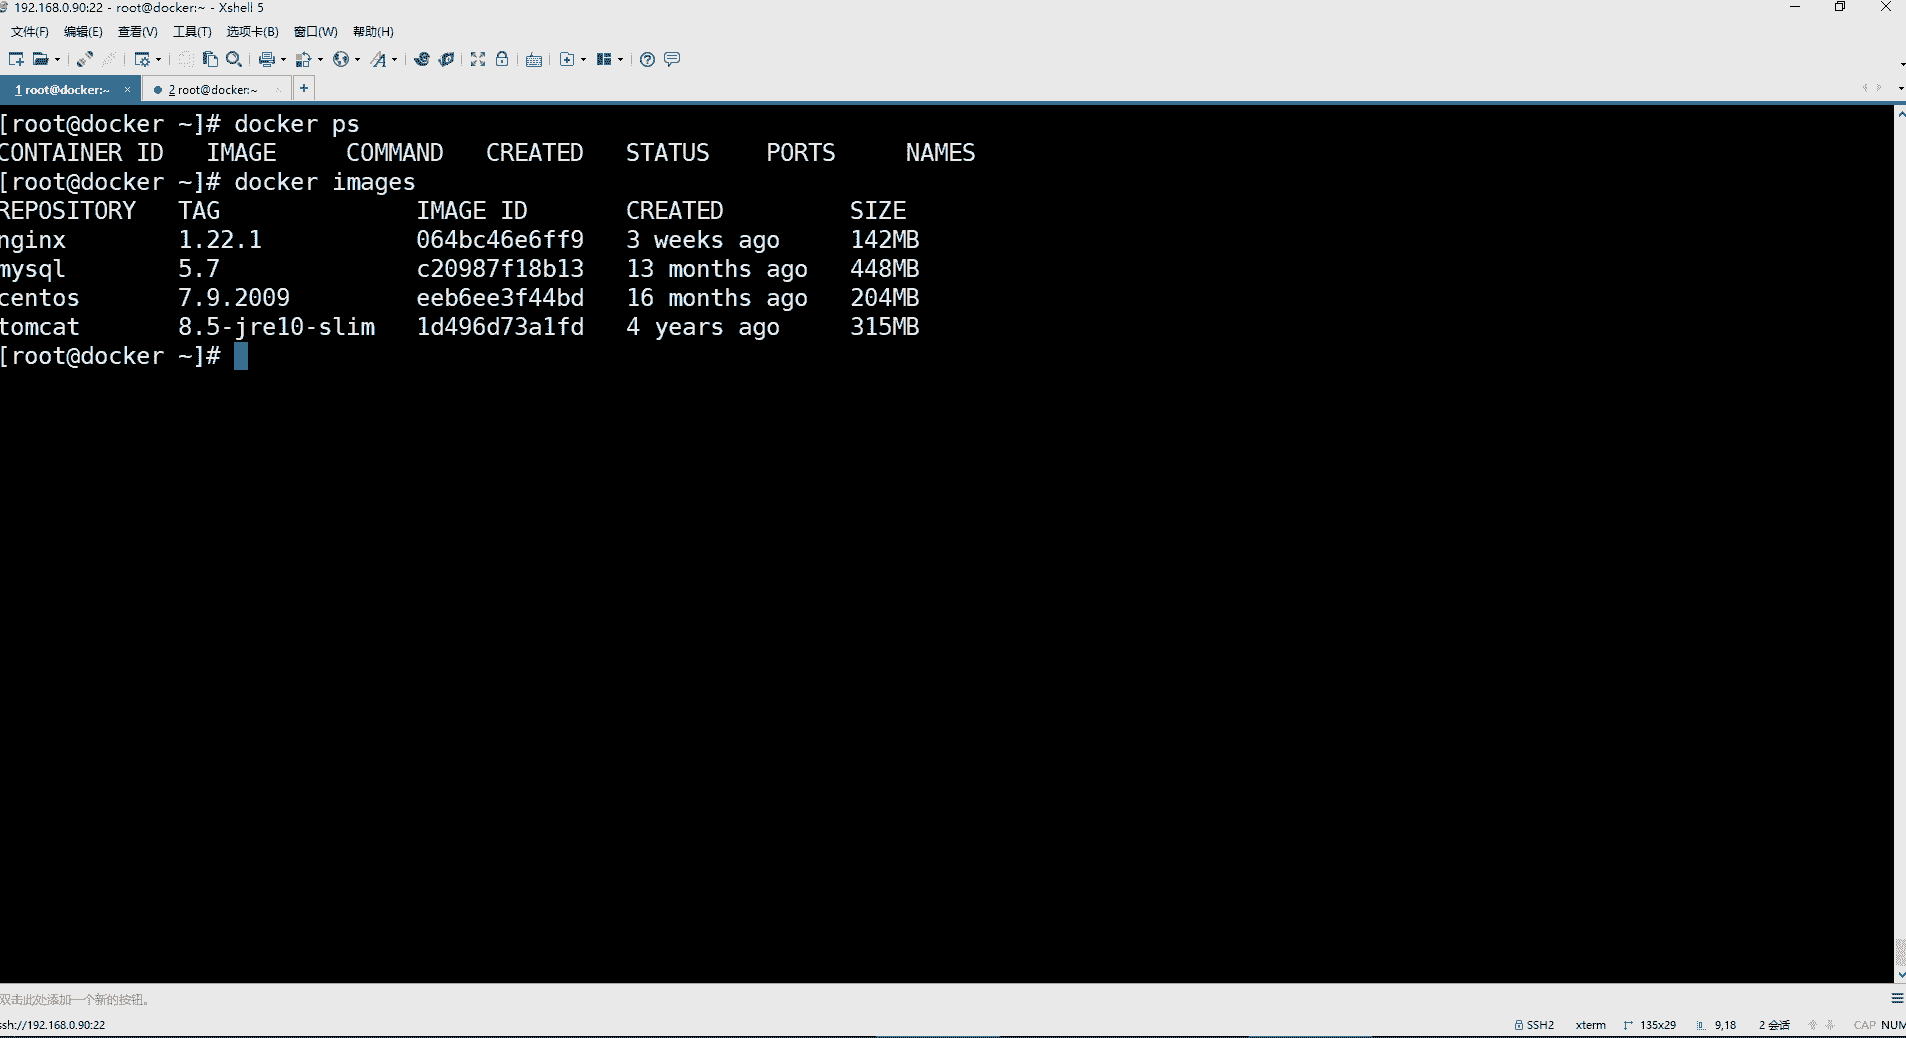 192.168.0.90:22 - root@docker:~ - Xshell 5
文件(F) 编辑(E) 查看(V) 工具(T) 选项卡(B) 窗口(W) 帮助(H)
1 root@docker:~ × 2 root@docker:~ +
[root@docker ~]# docker ps
CONTAINER ID IMAGE COMMAND CREATED STATUS PORTS NAMES
[root@docker ~]# docker images
REPOSITORY TAG IMAGE ID CREATED SIZE
nginx 1.22.1 064bc46e6ff9 3 weeks ago 142MB
mysql 5.7 c20987f18b13 13 months ago 448MB
centos 7.9.2009 eeb6ee3f44bd 16 months ago 204MB
tomcat 8.5-jre10-slim 1d496d73a1fd 4 years ago 315MB
[root@docker ~]#
双击此处添加一个新的按钮。
ssh://192.168.0.90:22 SSH2 xterm 135x29 9,18 2 会话 CAP NUM